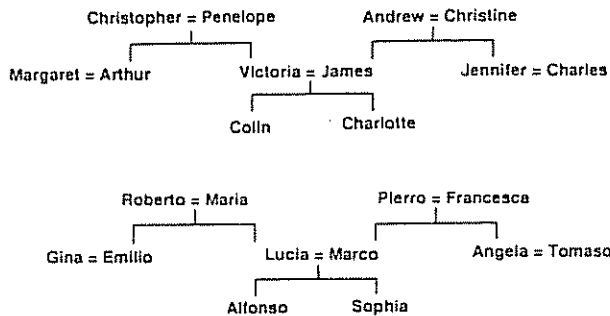 Christopher = Penelope Andrew = Christine
Margaret = Arthur Victoria = James Jennifer = Charles
Colin Charlotte
Roberto = Maria Pierro = Francesca
Gina = Emilio Lucia = Marco Angela = Tomaso
Alfonso Sophia